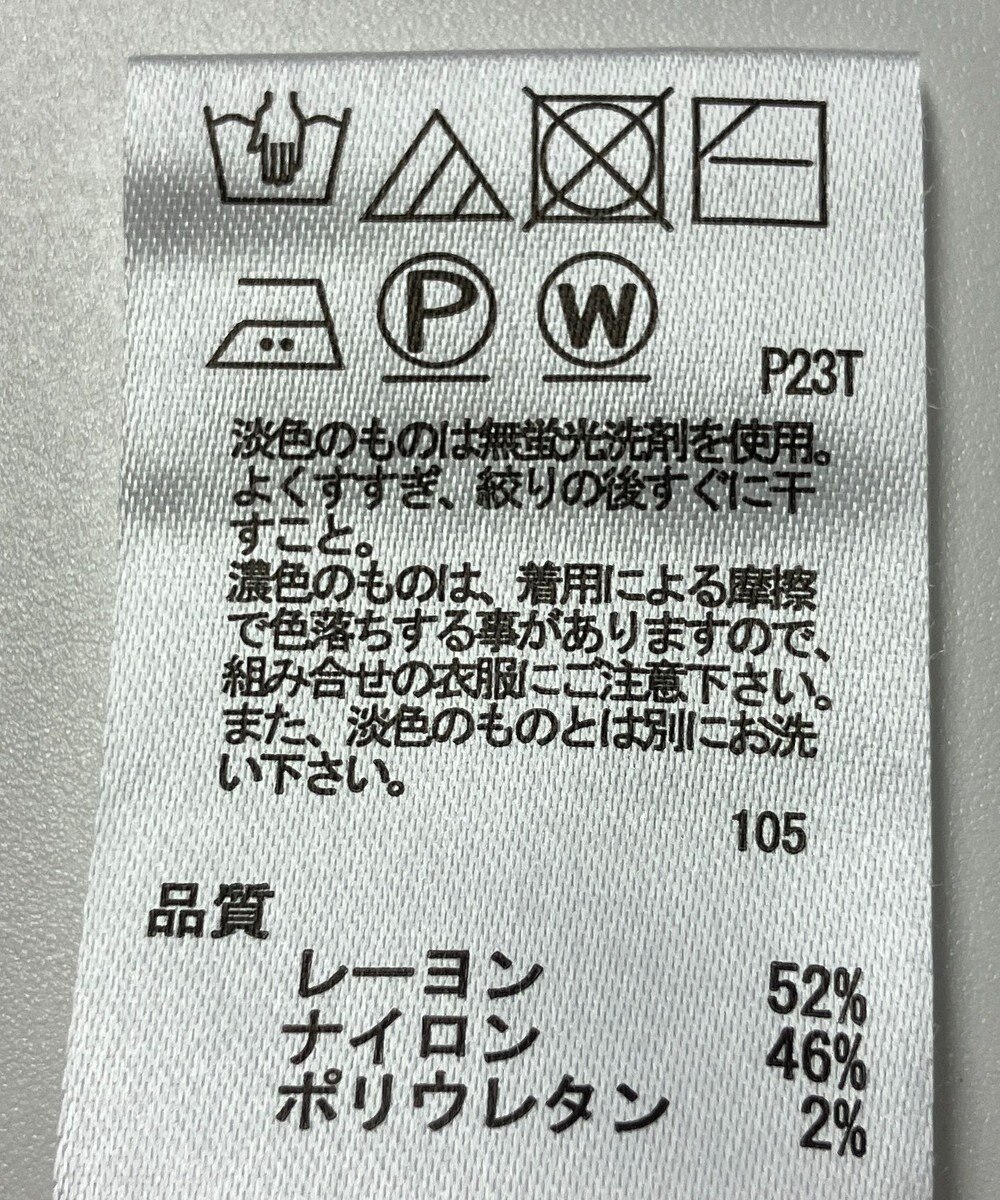 P W
P23T
淡色のものは無蛍光洗剤を使用。
よくすすぎ、絞りの後すぐに干
すこと。
濃色のものは、着用による摩擦
で色落ちする事がありますので、
組み合せの衣服にご注意下さい。
また、淡色のものとは別にお洗
い下さい。
105
品質
レーヨン 52%
ナイロン 46%
ポリウレタン 2%